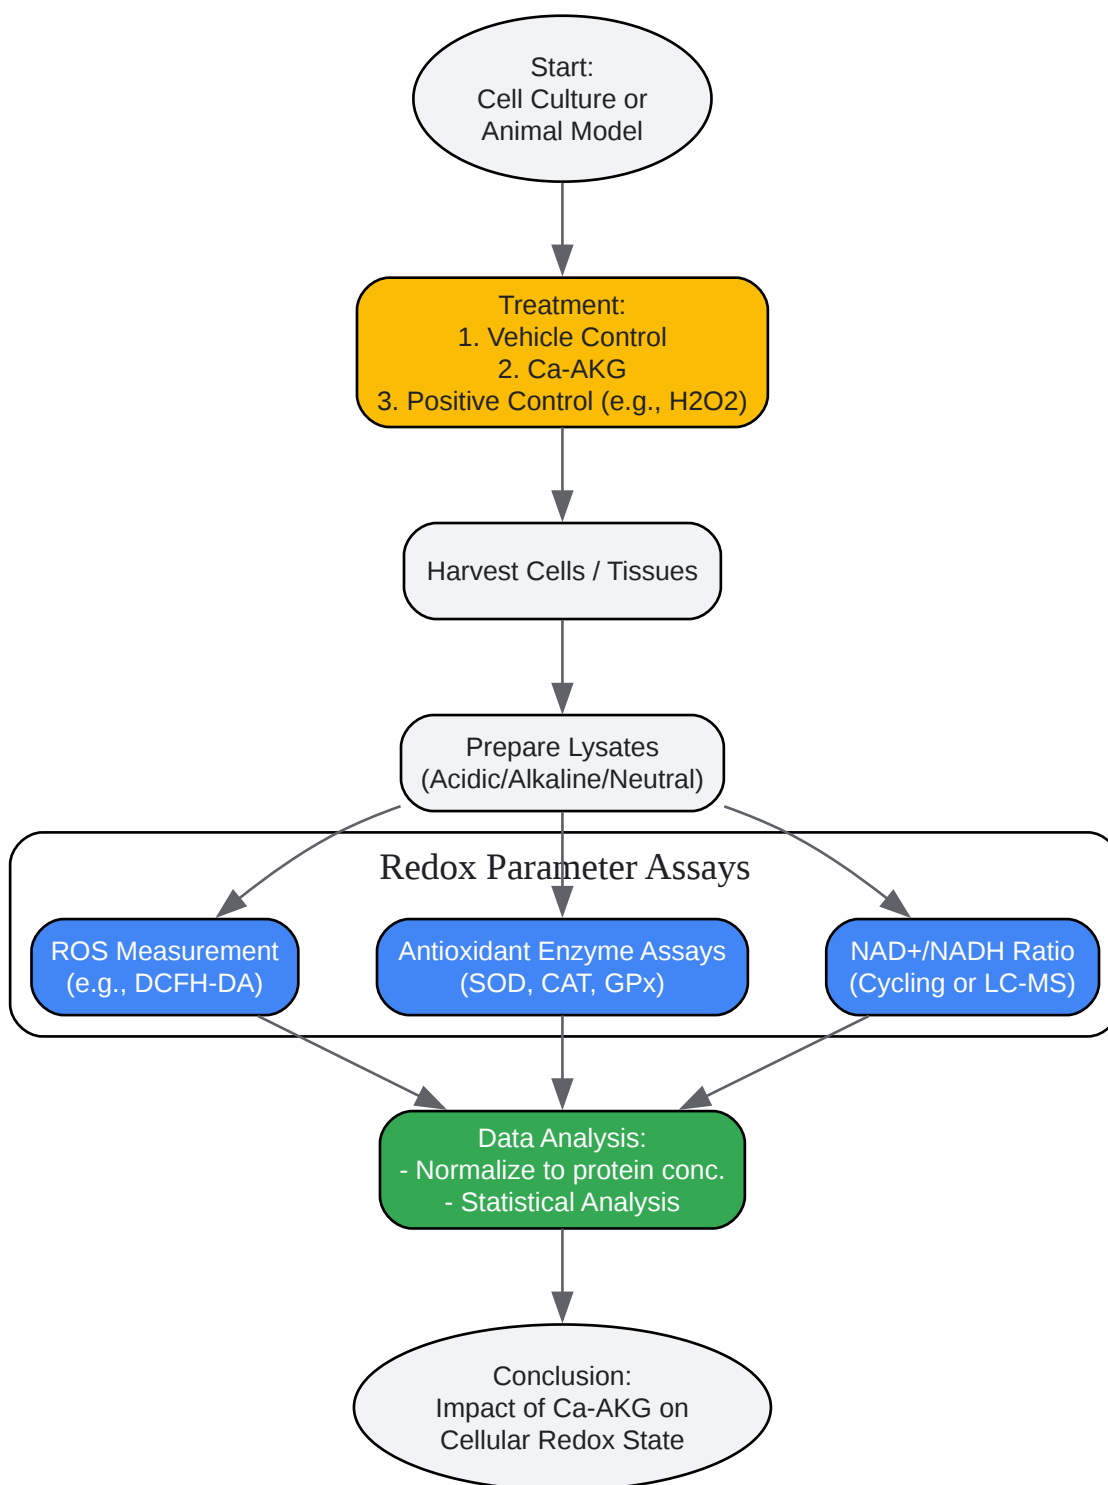 Start:
Cell Culture or
Animal Model
Treatment:
1. Vehicle Control
2. Ca-AKG
3. Positive Control (e.g., H2O2)
Harvest Cells / Tissues
Prepare Lysates
(Acidic/Alkaline/Neutral)
Redox Parameter Assays
ROS Measurement
(e.g., DCFH-DA)
Antioxidant Enzyme Assays
(SOD, CAT, GPx)
NAD+/NADH Ratio
(Cycling or LC-MS)
Data Analysis:
- Normalize to protein conc.
- Statistical Analysis
Conclusion:
Impact of Ca-AKG on
Cellular Redox State